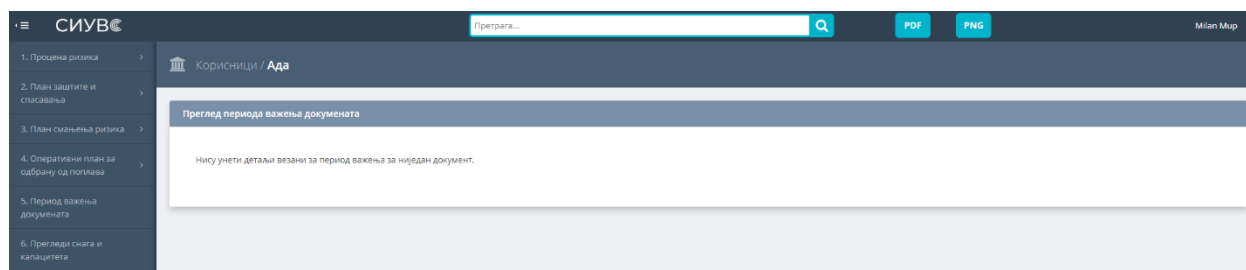 СИУВС
Претрага...
PDF
PNG
Milan Mup
1. Процена ризика
2. План заштите и
спасавања
3. План смањења ризика
4. Оперативни план за
одбрану од поплава
5. Период важења
докумената
6. Прегледи снага и
капацитета
Корисници / Ада
Преглед периода важења докумената
Нису унети детаљи везани за период важења за ниједан документ.